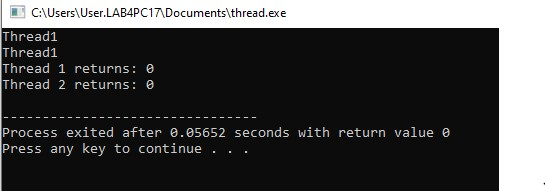 C:\Users\User.LAB4PC17\Documents\thread.exe
Thread1
Thread1
Thread 1 returns: 0
Thread 2 returns: 0
--------------------------------
Process exited after 0.05652 seconds with return value 0
Press any key to continue . . .